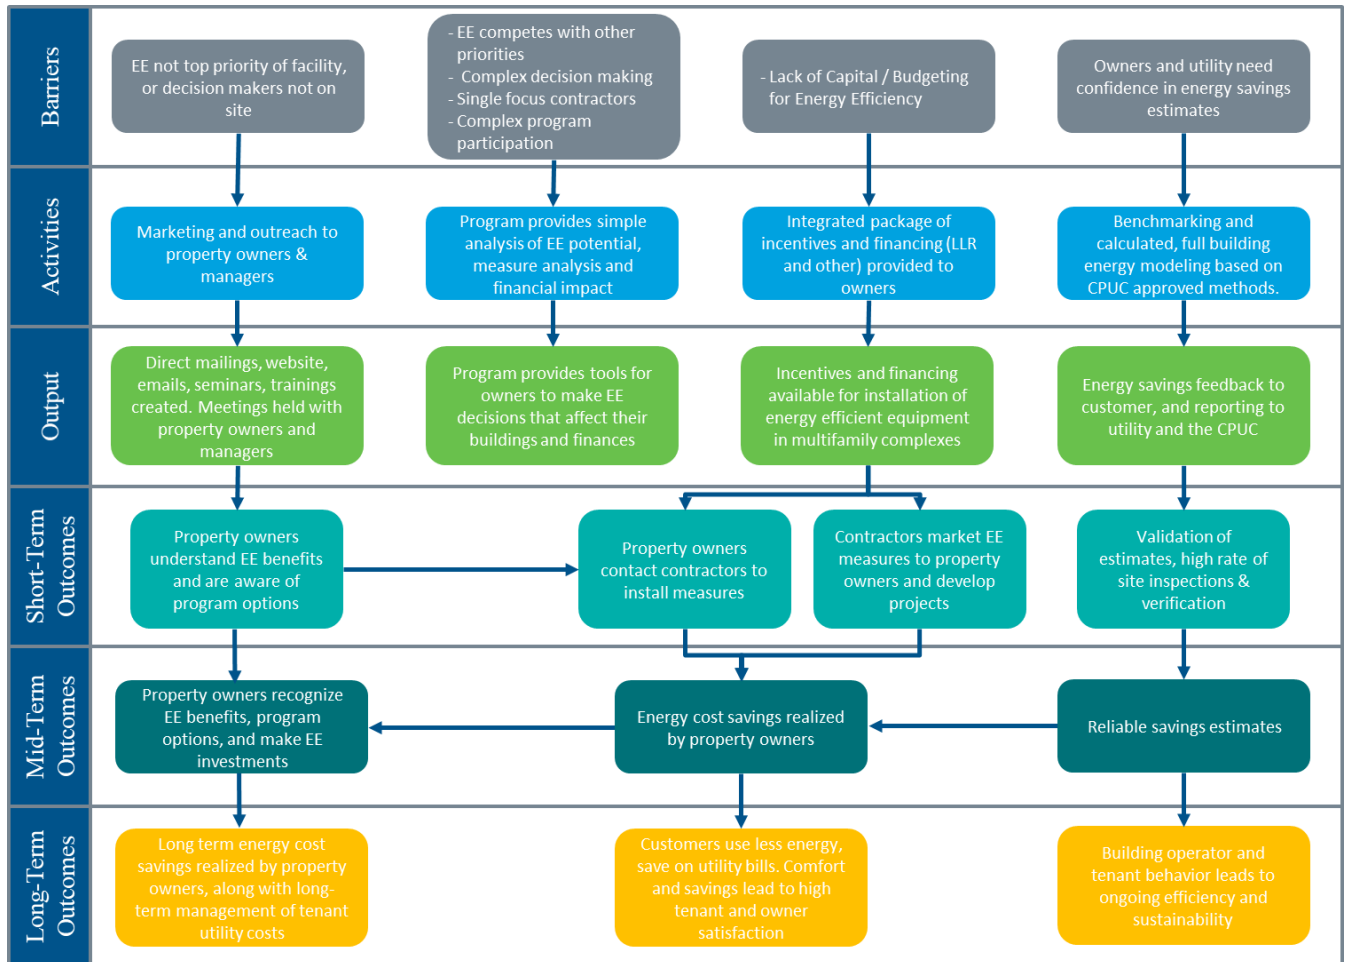 Barriers
EE not top priority of facility,
or decision makers not on
site
- EE competes with other
priorities
- Complex decision making
- Single focus contractors
- Complex program
participation
- Lack of Capital / Budgeting
for Energy Efficiency
Owners and utility need
confidence in energy savings
estimates
Activities
Marketing and outreach to
property owners &
managers
Program provides simple
analysis of EE potential,
measure analysis and
financial impact
Integrated package of
incentives and financing (LLR
and other) provided to
owners
Benchmarking and
calculated, full building
energy modeling based on
CPUC approved methods.
Output
Direct mailings, website,
emails, seminars, trainings
created. Meetings held with
property owners and
managers
Program provides tools for
owners to make EE
decisions that affect their
buildings and finances
Incentives and financing
available for installation of
energy efficient equipment
in multifamily complexes
Energy savings feedback to
customer, and reporting to
utility and the CPUC
Short-Term
Outcomes
Property owners
understand EE benefits
and are aware of
program options
Property owners
contact contractors to
install measures
Contractors market EE
measures to property
owners and develop
projects
Validation of
estimates, high rate of
site inspections &
verification
Mid-Term
Outcomes
Property owners recognize
EE benefits, program
options, and make EE
investments
Energy cost savings realized
by property owners
Reliable savings estimates
Long-Term
Outcomes
Long term energy cost
savings realized by property
owners, along with long-
term management of tenant
utility costs
Customers use less energy,
save on utility bills. Comfort
and savings lead to high
tenant and owner
satisfaction
Building operator and
tenant behavior leads to
ongoing efficiency and
sustainability